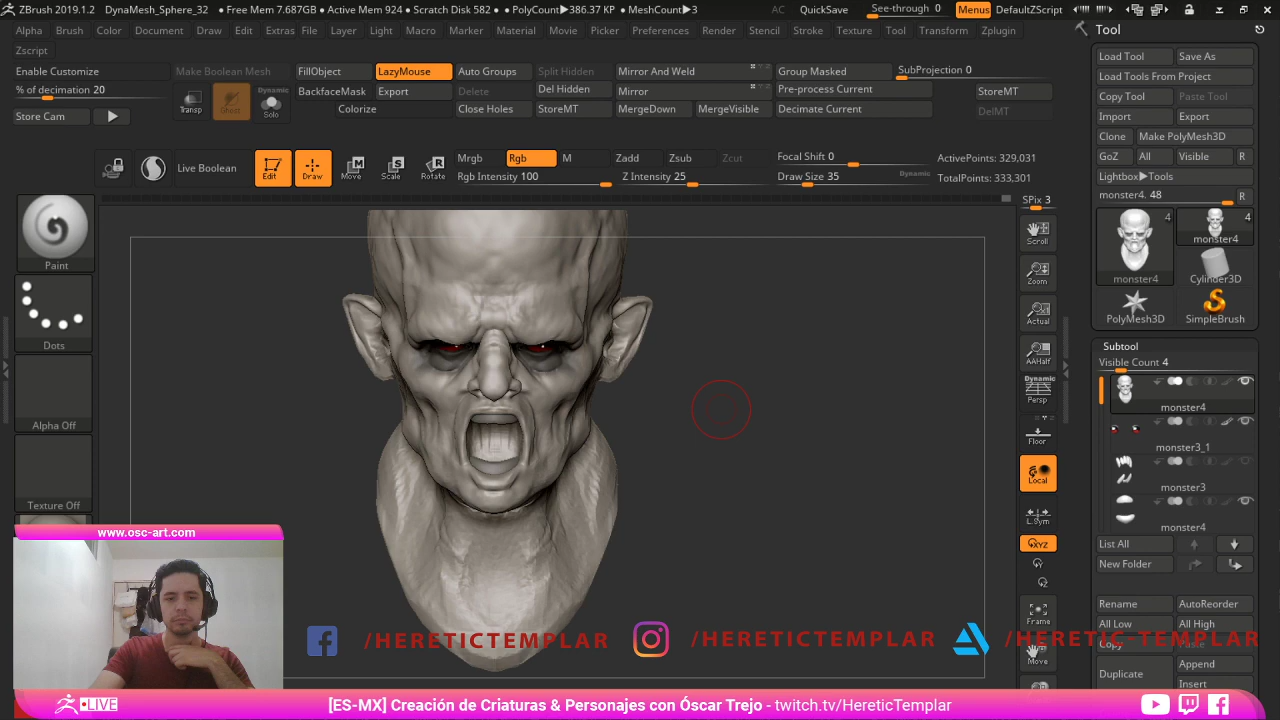 ZBrush 2019.1.2 DynaMesh_Sphere_32 • Free Mem 7.687GB • Active Mem 924 • Scratch Disk 582 • • PolyCount▶386.37 KP • MeshCount▶3 AC QuickSave See-through 0 Menus DefaultZScript
Alpha Brush Color Document Draw Edit Extras File Layer Light Macro Marker Material Movie Picker Preferences Render Stencil Stroke Texture Tool Transform Zplugin
Zscript
Enable Customize Make Boolean Mesh FillObject LazyMouse Auto Groups Split Hidden Mirror And Weld Group Masked SubProjection 0
% of decimation 20 Transp Ghost Dynamic Solo BackfaceMask Export Delete Del Hidden Mirror Pre-process Current StoreMT
Store Cam Colorize Close Holes StoreMT MergeDown MergeVisible Decimate Current DelMT
Live Boolean Edit Draw Move Scale Rotate Mrgb Rgb M Zadd Zsub Zcut Focal Shift 0 ActivePoints: 329,031
Rgb Intensity 100 Z Intensity 25 Draw Size 35 Dynamic TotalPoints: 333,301
Paint
Dots
Alpha Off
Texture Off
SPix 3
Scroll
Zoom
Actual
AAHalf
Dynamic
Persp
Floor
Local
L.Sym
XYZ
Frame
Move
Tool
Load Tool Save As
Load Tools From Project
Copy Tool Paste Tool
Import Export
Clone Make PolyMesh3D
GoZ All Visible R
Lightbox▶Tools
monster4. 48 R
4 4
monster4
monster4 Cylinder3D
PolyMesh3D SimpleBrush
Subtool
Visible Count 4
monster4
monster3_1
monster3
monster4
List All
New Folder
Rename AutoReorder
All Low All High
Copy Paste
Duplicate Append
Insert
www.osc-art.com
/HERETICTEMPLAR /HERETICTEMPLAR /HERETIC_TEMPLAR
LIVE [ES-MX] Creación de Criaturas & Personajes con Óscar Trejo - twitch.tv/HereticTemplar